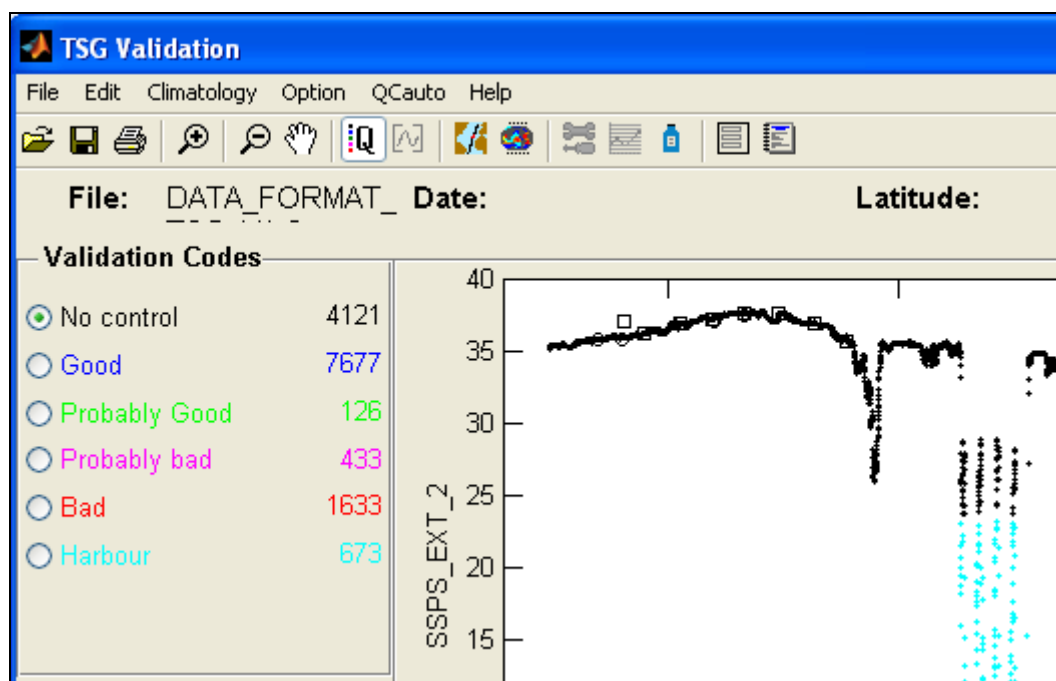 TSG Validation
File Edit Climatology Option QCauto Help
Q
File: DATA_FORMAT_ Date: Latitude:
Validation Codes
No control 4121
Good 7677
Probably Good 126
Probably bad 433
Bad 1633
Harbour 673
40
35
30
25
20
15
SSPS_EXT_2